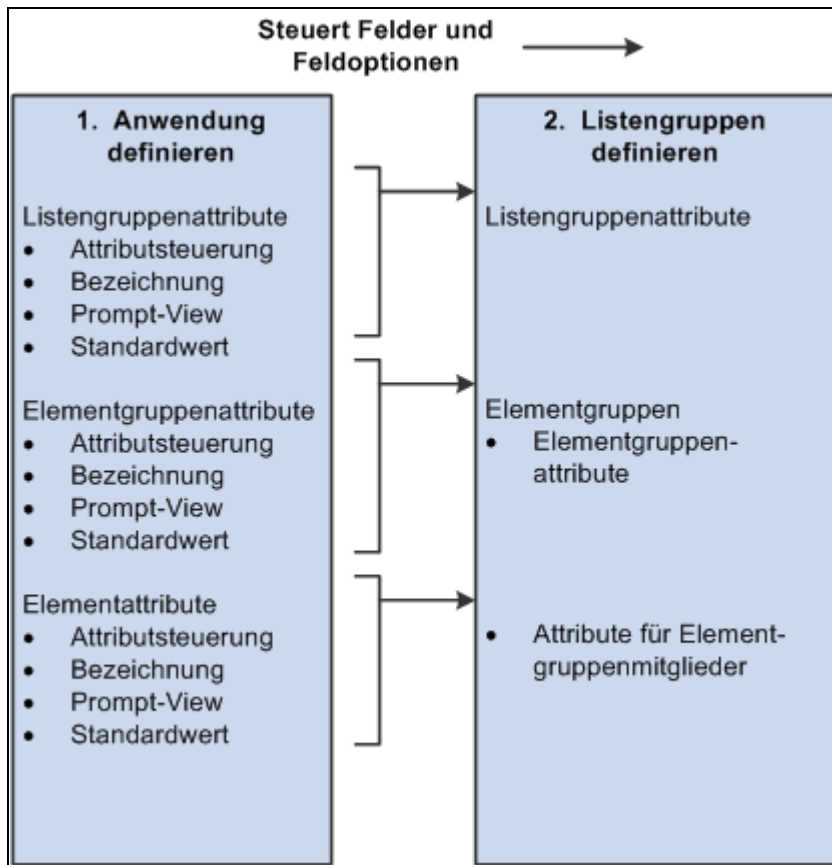 Steuert Felder und
Feldoptionen
1. Anwendung
definieren
Listengruppenattribute
• Attributsteuerung
• Bezeichnung
• Prompt-View
• Standardwert
Elementgruppenattribute
• Attributsteuerung
• Bezeichnung
• Prompt-View
• Standardwert
Elementattribute
• Attributsteuerung
• Bezeichnung
• Prompt-View
• Standardwert
2. Listengruppen
definieren
Listengruppenattribute
Elementgruppen
• Elementgruppen-
attribute
• Attribute für Element-
gruppenmitglieder